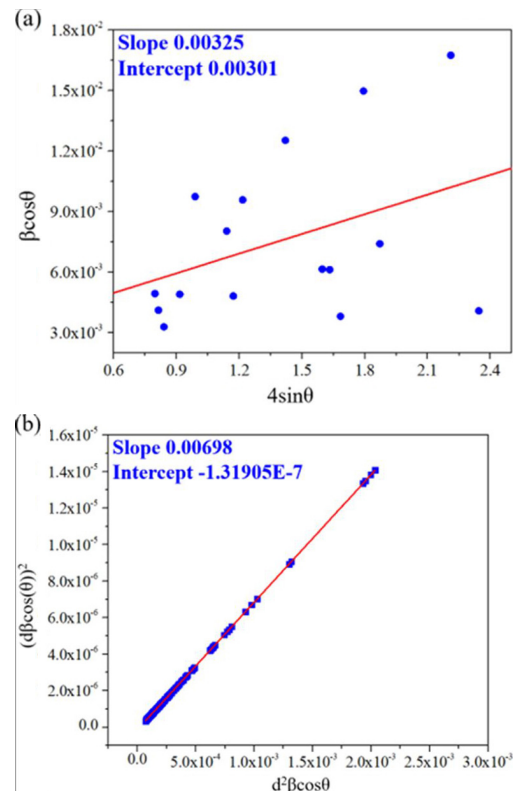 (a)
Slope 0.00325
Intercept 0.00301
1.8x10⁻²
1.5x10⁻²
1.2x10⁻²
9.0x10⁻³
6.0x10⁻³
3.0x10⁻³
βcosθ
0.6 0.9 1.2 1.5 1.8 2.1 2.4
4sinθ
(b)
Slope 0.00698
Intercept -1.31905E-7
1.6x10⁻⁵
1.4x10⁻⁵
1.2x10⁻⁵
1.0x10⁻⁵
8.0x10⁻⁶
6.0x10⁻⁶
4.0x10⁻⁶
2.0x10⁻⁶
0.0
(dβcos(θ))²
0.0 5.0x10⁻⁴ 1.0x10⁻³ 1.5x10⁻³ 2.0x10⁻³ 2.5x10⁻³ 3.0x10⁻³
d²βcosθ